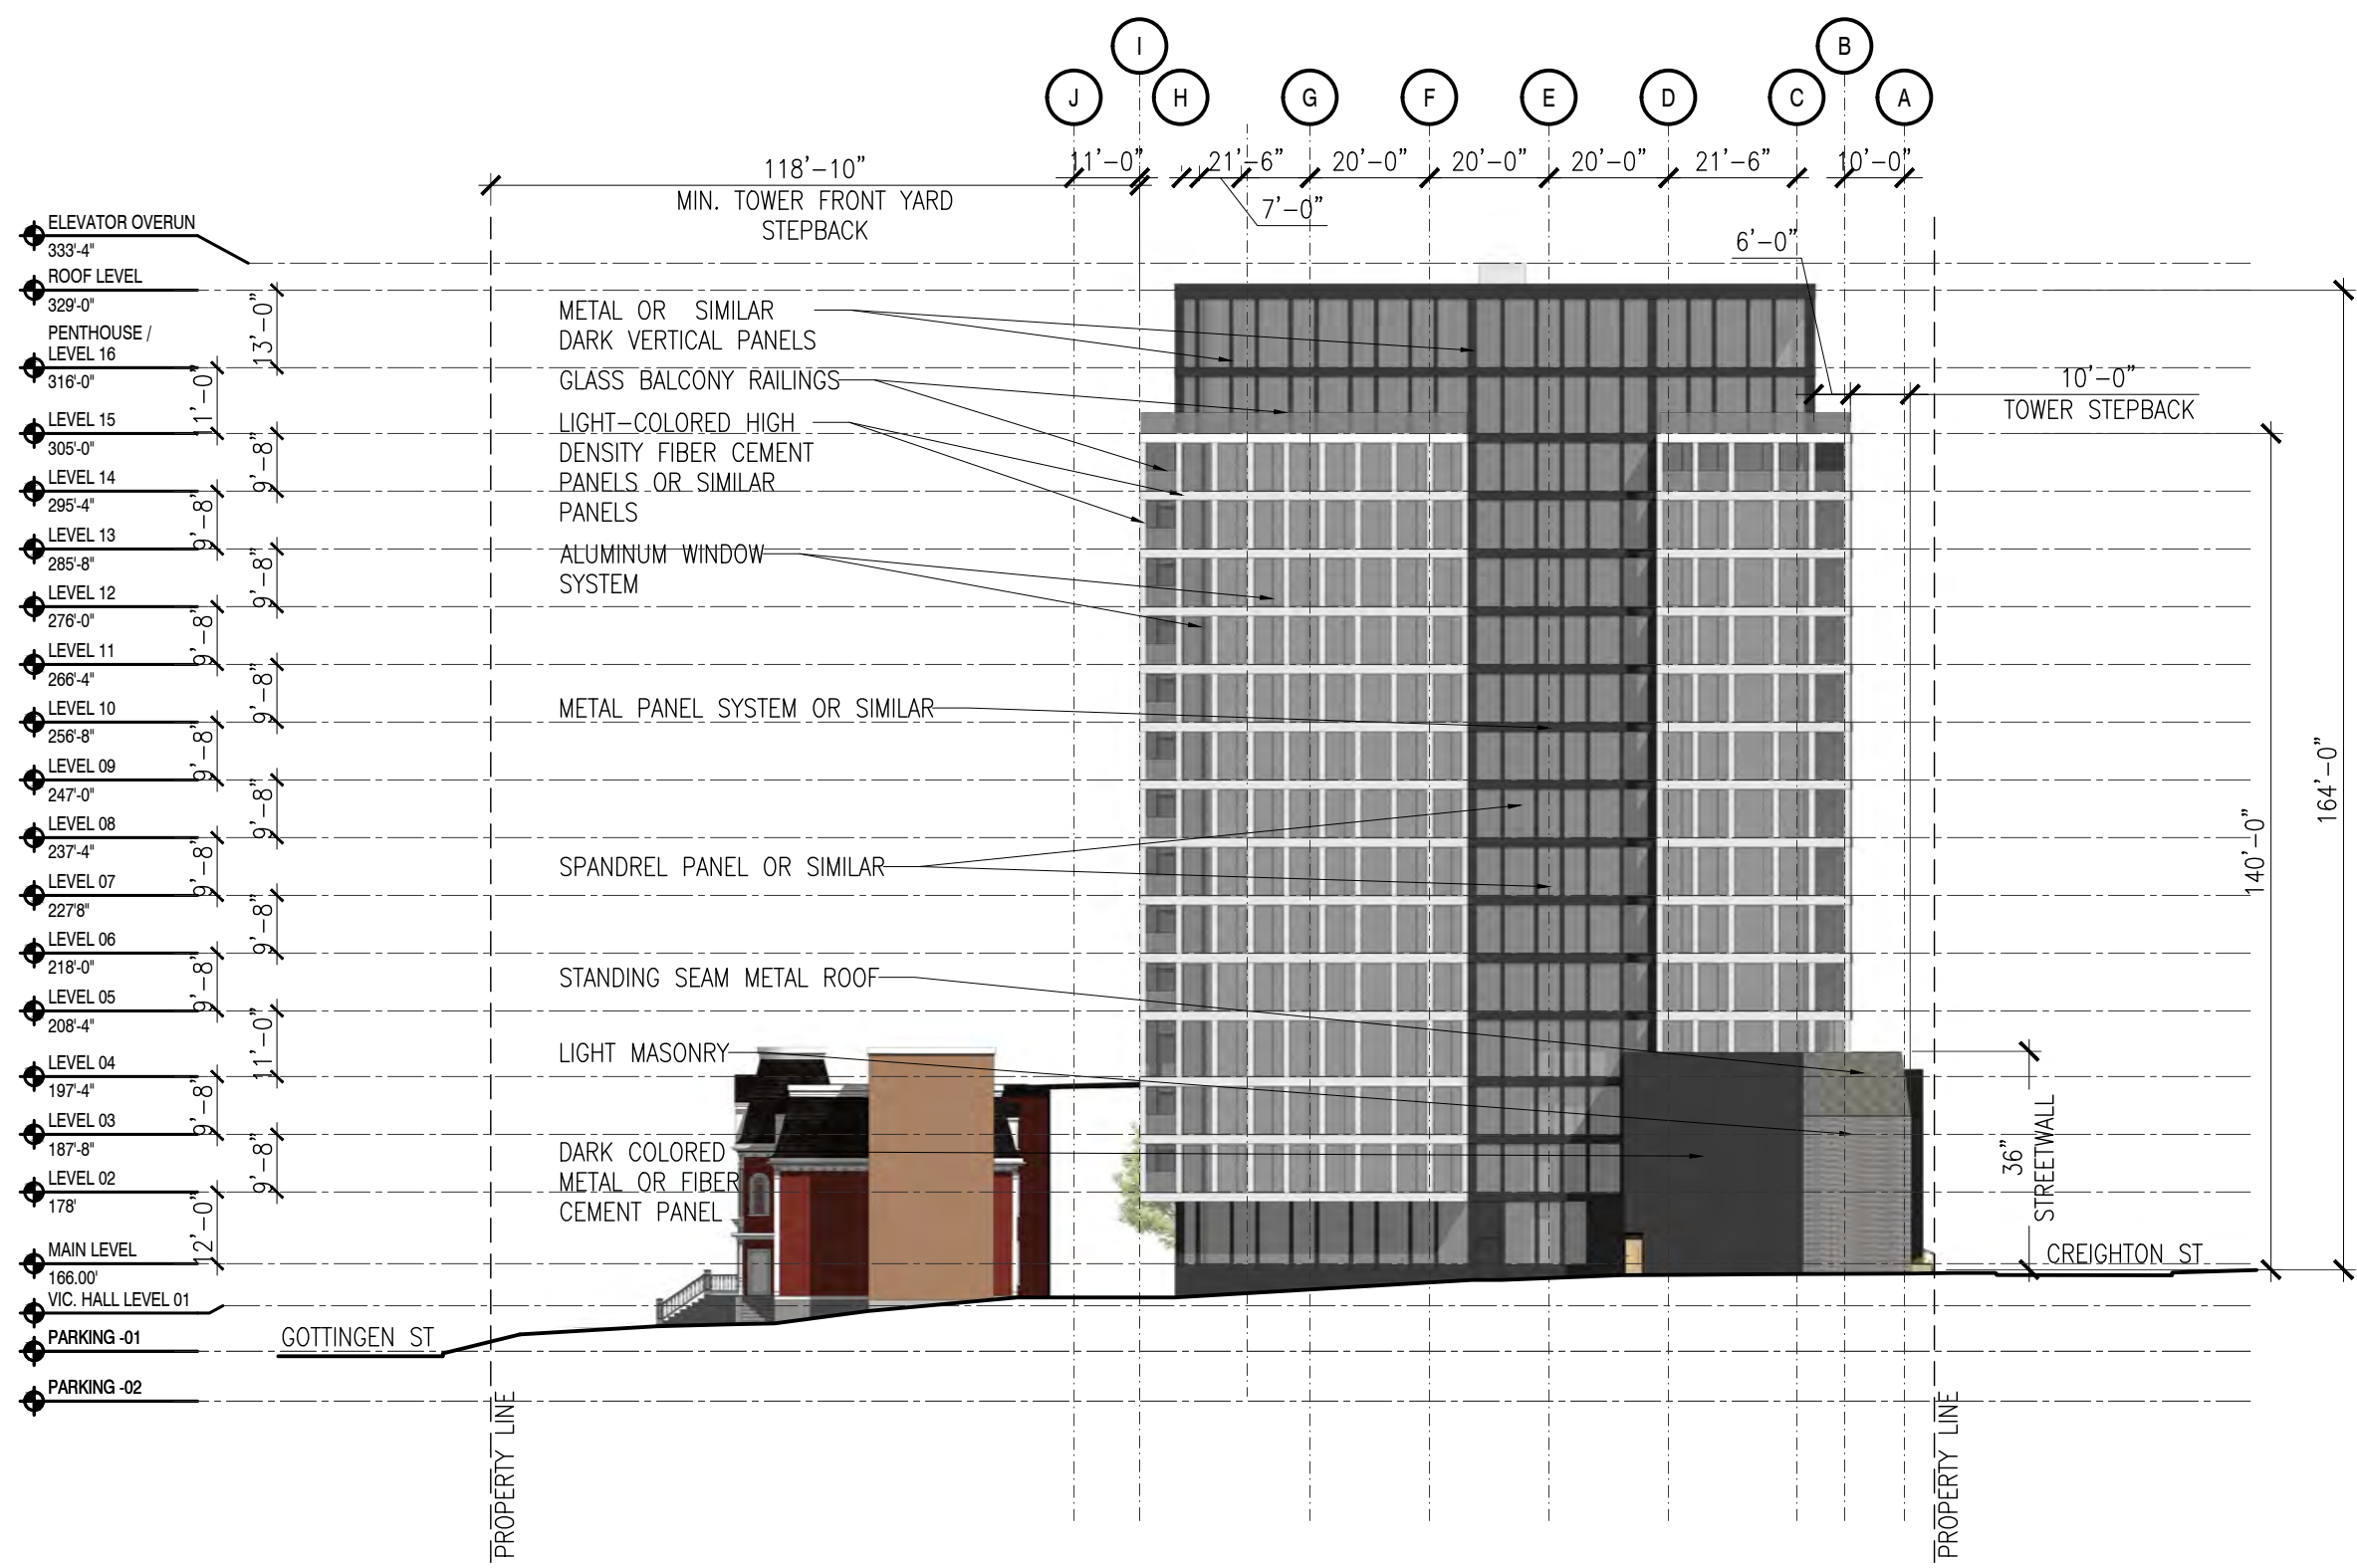 I
B
J
H
G
F
E
D
C
A
118'-10"
11'-0"
21'-6"
20'-0"
20'-0"
20'-0"
21'-6"
10'-0"
MIN. TOWER FRONT YARD
STEPBACK
7'-0"
6'-0"
ELEVATOR OVERUN
333'-4"
ROOF LEVEL
329'-0"
13'-0"
PENTHOUSE /
LEVEL 16
316'-0"
11'-0"
LEVEL 15
305'-0"
9'-8"
LEVEL 14
295'-4"
9'-8"
LEVEL 13
285'-8"
9'-8"
LEVEL 12
276'-0"
9'-8"
LEVEL 11
266'-4"
9'-8"
LEVEL 10
256'-8"
9'-8"
LEVEL 09
247'-0"
9'-8"
LEVEL 08
237'-4"
9'-8"
LEVEL 07
227'8"
9'-8"
LEVEL 06
218'-0"
9'-8"
LEVEL 05
208'-4"
11'-0"
LEVEL 04
197'-4"
9'-8"
LEVEL 03
187'-8"
9'-8"
LEVEL 02
178'
12'-0"
MAIN LEVEL
166.00'
VIC. HALL LEVEL 01
PARKING -01
PARKING -02
METAL OR SIMILAR
DARK VERTICAL PANELS
GLASS BALCONY RAILINGS
LIGHT-COLORED HIGH
DENSITY FIBER CEMENT
PANELS OR SIMILAR
PANELS
ALUMINUM WINDOW
SYSTEM
METAL PANEL SYSTEM OR SIMILAR
SPANDREL PANEL OR SIMILAR
STANDING SEAM METAL ROOF
LIGHT MASONRY
DARK COLORED
METAL OR FIBER
CEMENT PANEL
10'-0"
TOWER STEPBACK
164'-0"
140'-0"
36"
STREETWALL
CREIGHTON ST
GOTTINGEN ST
PROPERTY LINE
PROPERTY LINE